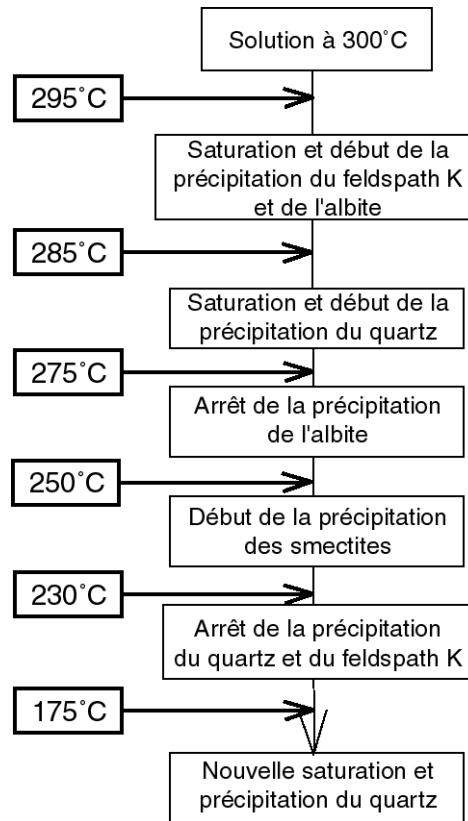 Solution à 300°C
295°C
Saturation et début de la
précipitation du feldspath K
et de l'albite
285°C
Saturation et début de la
précipitation du quartz
275°C
Arrêt de la précipitation
de l'albite
250°C
Début de la précipitation
des smectites
230°C
Arrêt de la précipitation
du quartz et du feldspath K
175°C
Nouvelle saturation et
précipitation du quartz